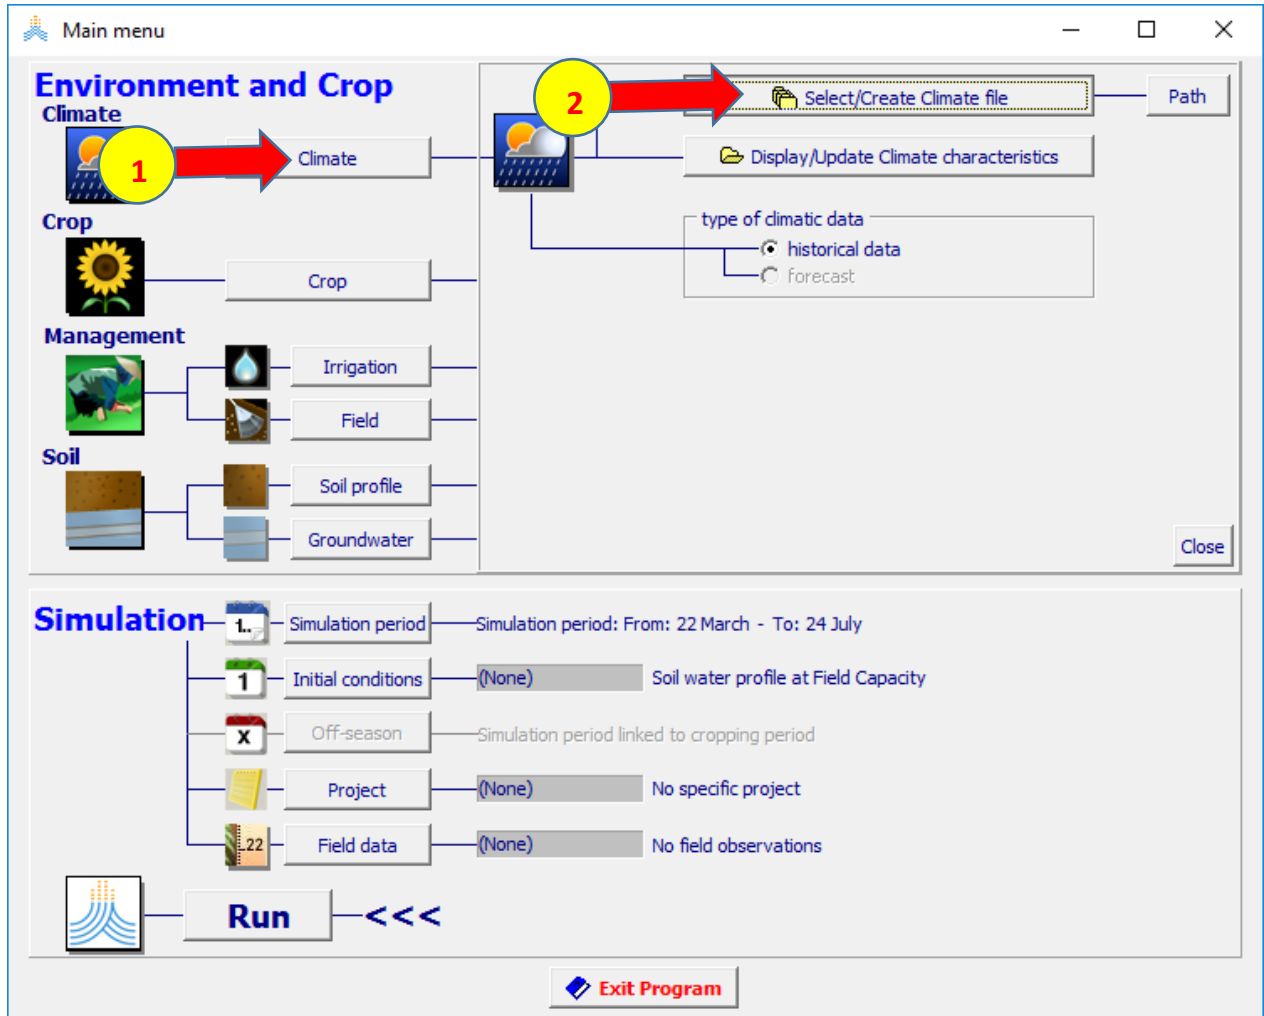 Main menu
Environment and Crop
Climate
1
Climate
2
Select/Create Climate file
Path
Display/Update Climate characteristics
type of climatic data
historical data
forecast
Crop
Crop
Management
Irrigation
Field
Soil
Soil profile
Groundwater
Close
Simulation
1..
Simulation period
Simulation period: From: 22 March - To: 24 July
1
Initial conditions
(None)
Soil water profile at Field Capacity
X
Off-season
Simulation period linked to cropping period
Project
(None)
No specific project
.22
Field data
(None)
No field observations
Run
<<<
Exit Program